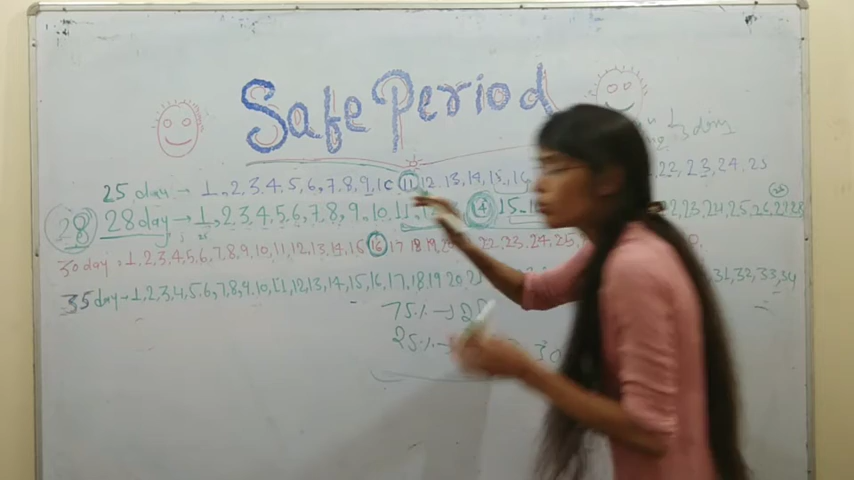 Safe Period
25 day → 1, 2, 3, 4, 5, 6, 7, 8, 9, 10 11 12, 13, 14, 15, 16 22, 23, 24, 25
28 28 day → 1, 2, 3, 4, 5, 6, 7, 8, 9, 10, 11, 14 15 23, 24, 25, 26, 27 28 28
30 day → 1, 2, 3, 4, 5, 6, 7, 8, 9, 10, 11, 12, 13, 14, 15 16 17 18 19 22, 23, 24, 25
35 day → 1, 2, 3, 4, 5, 6, 7, 8, 9, 10, 11, 12, 13, 14, 15, 16, 17, 18, 19, 20, 21 31, 32, 33, 34
75% → 28
25% → 30